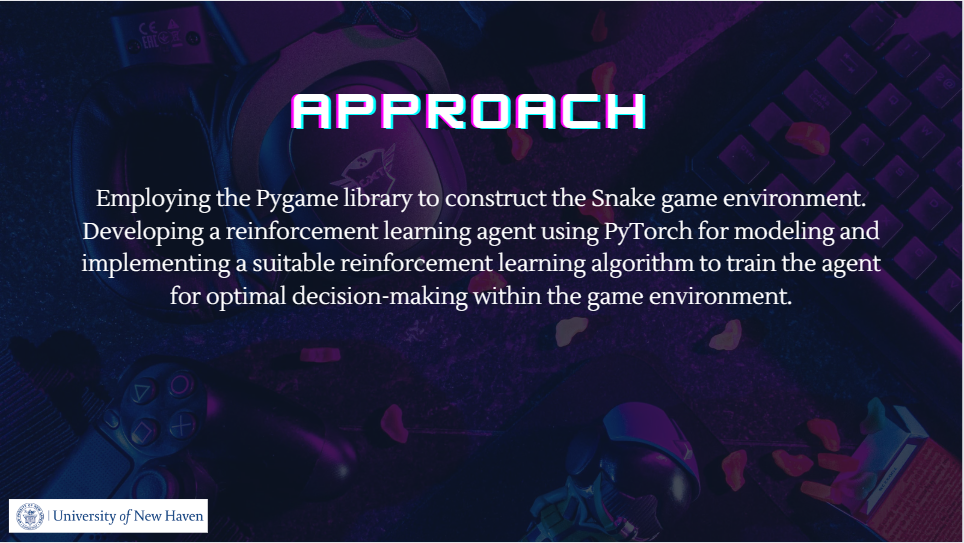 APPROACH
Employing the Pygame library to construct the Snake game environment.
Developing a reinforcement learning agent using PyTorch for modeling and
implementing a suitable reinforcement learning algorithm to train the agent
for optimal decision-making within the game environment.
University of New Haven